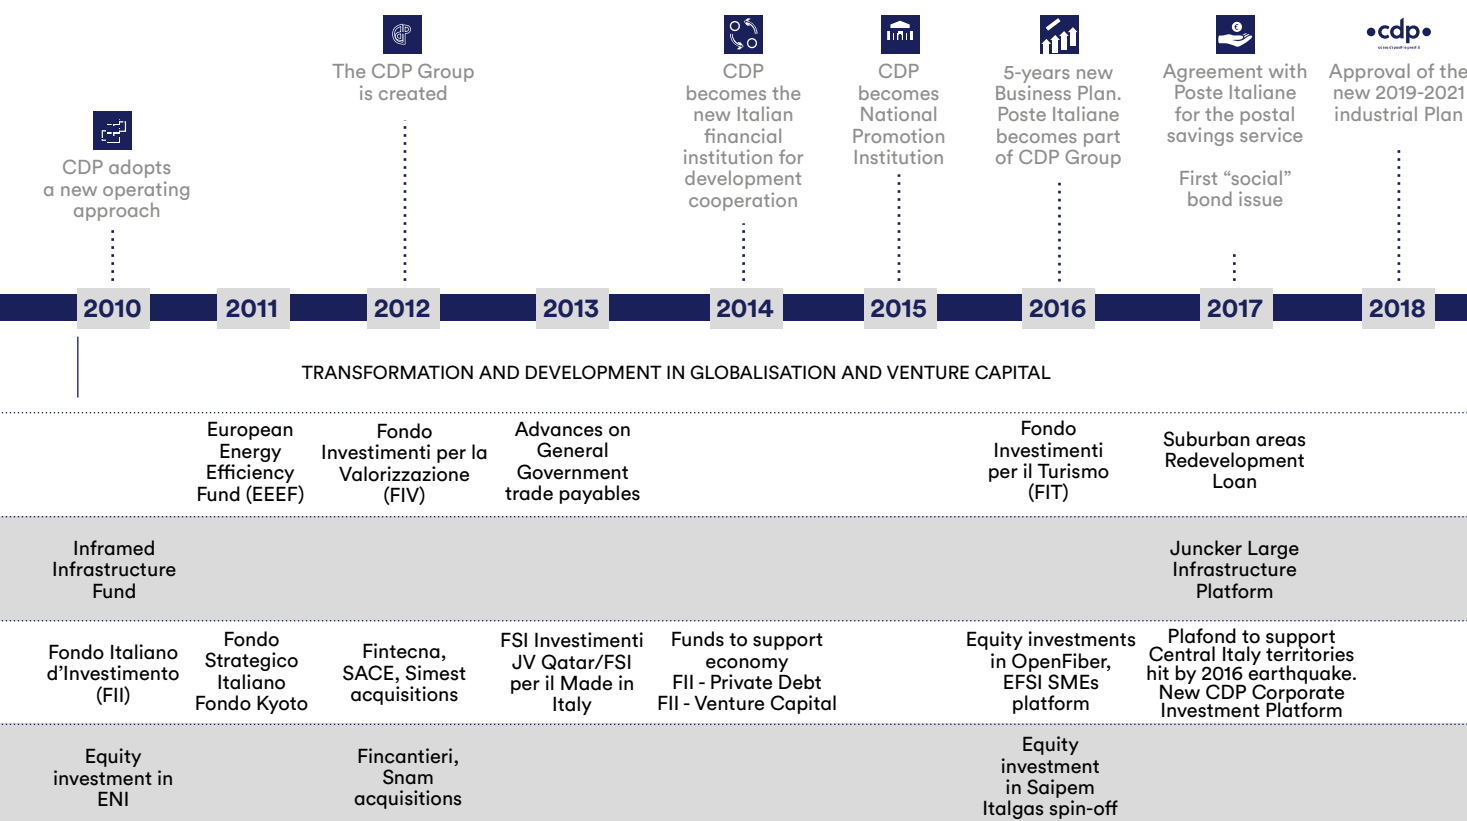 The CDP Group
is created
CDP
becomes the
new Italian
financial
institution for
development
cooperation
CDP
becomes
National
Promotion
Institution
5-years new
Business Plan.
Poste Italiane
becomes part
of CDP Group
Agreement with
Poste Italiane
for the postal
savings service
First “social”
bond issue
cdp
Approval of the
new 2019-2021
industrial Plan
CDP adopts
a new operating
approach
2010 2011 2012 2013 2014 2015 2016 2017 2018
TRANSFORMATION AND DEVELOPMENT IN GLOBALISATION AND VENTURE CAPITAL
European
Energy
Efficiency
Fund (EEEF)
Fondo
Investimenti per la
Valorizzazione
(FIV)
Advances on
General
Government
trade payables
Fondo
Investimenti
per il Turismo
(FIT)
Suburban areas
Redevelopment
Loan
Inframed
Infrastructure
Fund
Juncker Large
Infrastructure
Platform
Fondo Italiano
d’Investimento
(FII)
Fondo
Strategico
Italiano
Fondo Kyoto
Fintecna,
SACE, Simest
acquisitions
FSI Investimenti
JV Qatar/FSI
per il Made in
Italy
Funds to support
economy
FII - Private Debt
FII - Venture Capital
Equity investments
in OpenFiber,
EFSI SMEs
platform
Plafond to support
Central Italy territories
hit by 2016 earthquake.
New CDP Corporate
Investment Platform
Equity
investment in
ENI
Fincantieri,
Snam
acquisitions
Equity
investment
in Saipem
Italgas spin-off